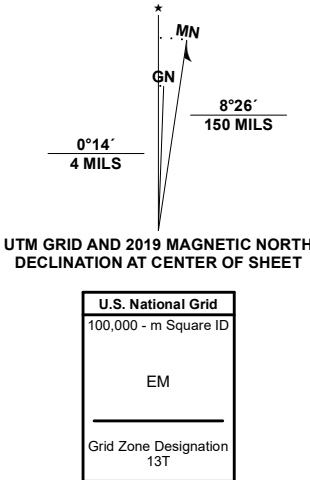 ★
MN
GN
8°26´
150 MILS
0°14´
4 MILS
UTM GRID AND 2019 MAGNETIC NORTH
DECLINATION AT CENTER OF SHEET
U.S. National Grid
100,000 - m Square ID
EM
Grid Zone Designation
13T